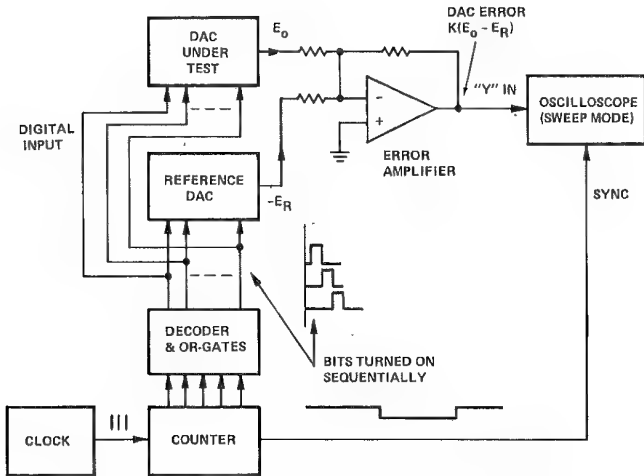 DAC
UNDER
TEST
E₀
DAC ERROR
K(E₀ – E_R)
"Y" IN
OSCILLOSCOPE
(SWEEP MODE)
–
+
ERROR
AMPLIFIER
SYNC
DIGITAL
INPUT
REFERENCE
DAC
-E_R
DECODER
& OR-GATES
BITS TURNED ON
SEQUENTIALLY
CLOCK
COUNTER